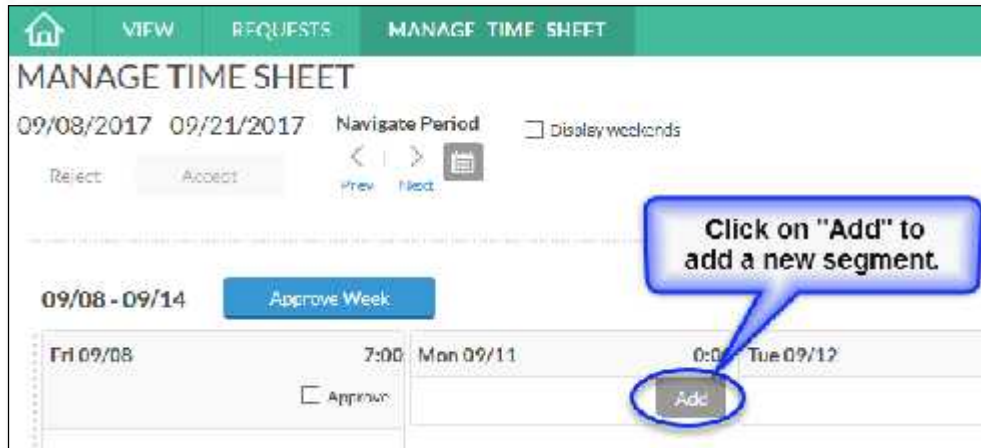 VIEW REQUESTS MANAGE TIME SHEET
MANAGE TIME SHEET
09/08/2017 09/21/2017 Navigate Period Display weekends
Reject Accept
Prev Next
Click on "Add" to
add a new segment.
09/08 - 09/14 Approve Week
Fri 09/08 7:00 Mon 09/11 0:00 Tue 09/12
Approve Add